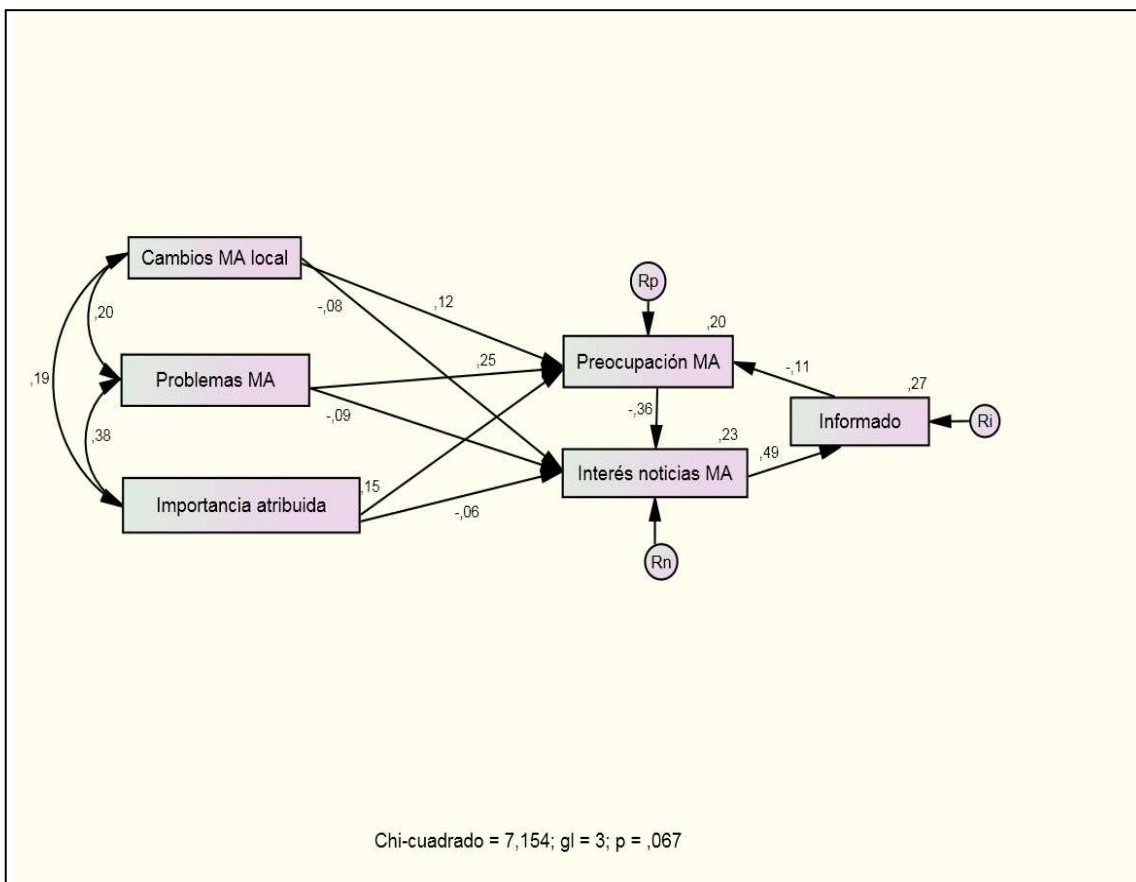 Rp
Cambios MA local
-,08
,12
,20
,20
Preocupación MA
,25
-,11
,19
Problemas MA
-,09
-,36
,27
Informado
Ri
,38
,23
,49
Interés noticias MA
,15
Importancia atribuida
-,06
Rn
Chi-cuadrado = 7,154; gl = 3; p = ,067